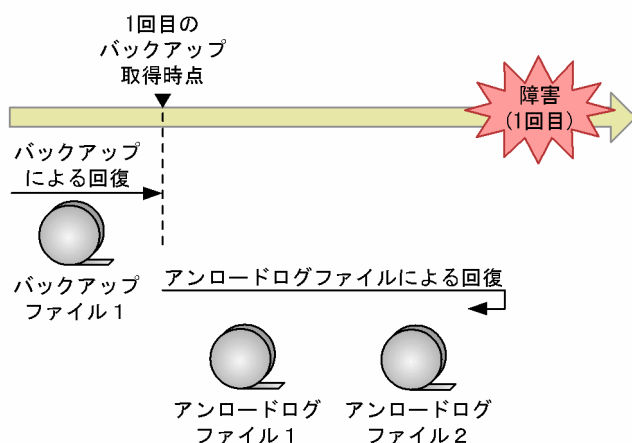 1回目の
バックアップ
取得時点
障害
(1回目)
バックアップ
による回復
バックアップ
ファイル1
アンロードログファイルによる回復
アンロードログ
ファイル1
アンロードログ
ファイル2